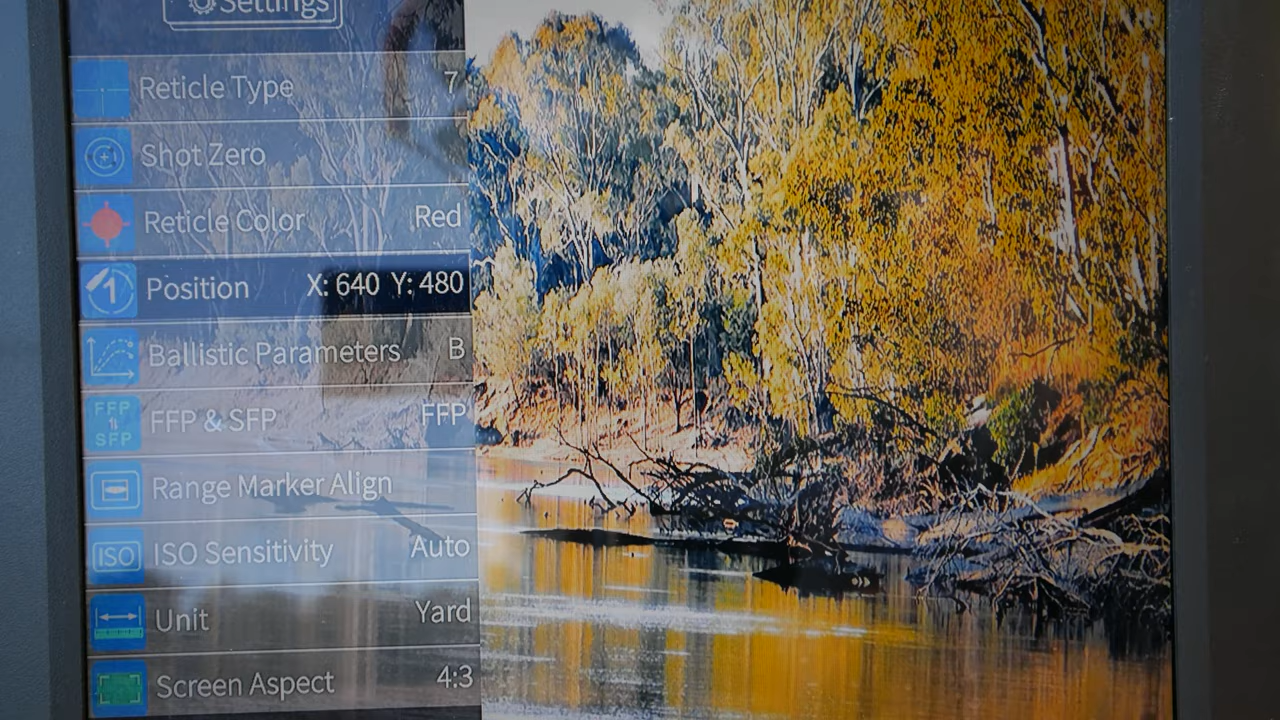 Settings
Reticle Type 7
Shot Zero
Reticle Color Red
1 Position X: 640 Y: 480
Ballistic Parameters B
FFP SFP FFP & SFP FFP
Range Marker Align
ISO ISO Sensitivity Auto
Unit Yard
Screen Aspect 4:3